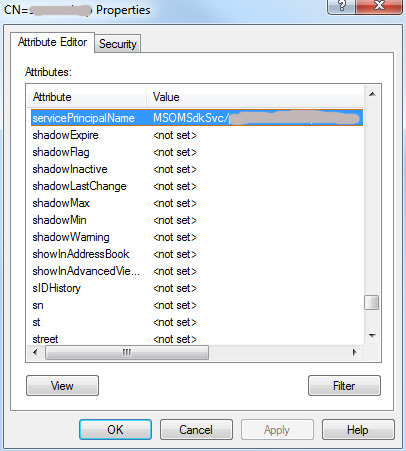 CN= Properties
Attribute Editor Security
Attributes:
Attribute Value
servicePrincipalName MSOMSdkSvc/
shadowExpire <not set>
shadowFlag <not set>
shadowInactive <not set>
shadowLastChange <not set>
shadowMax <not set>
shadowMin <not set>
shadowWarning <not set>
showInAddressBook <not set>
showInAdvancedVie... <not set>
sIDHistory <not set>
sn <not set>
st <not set>
street <not set>
View Filter
OK Cancel Apply Help